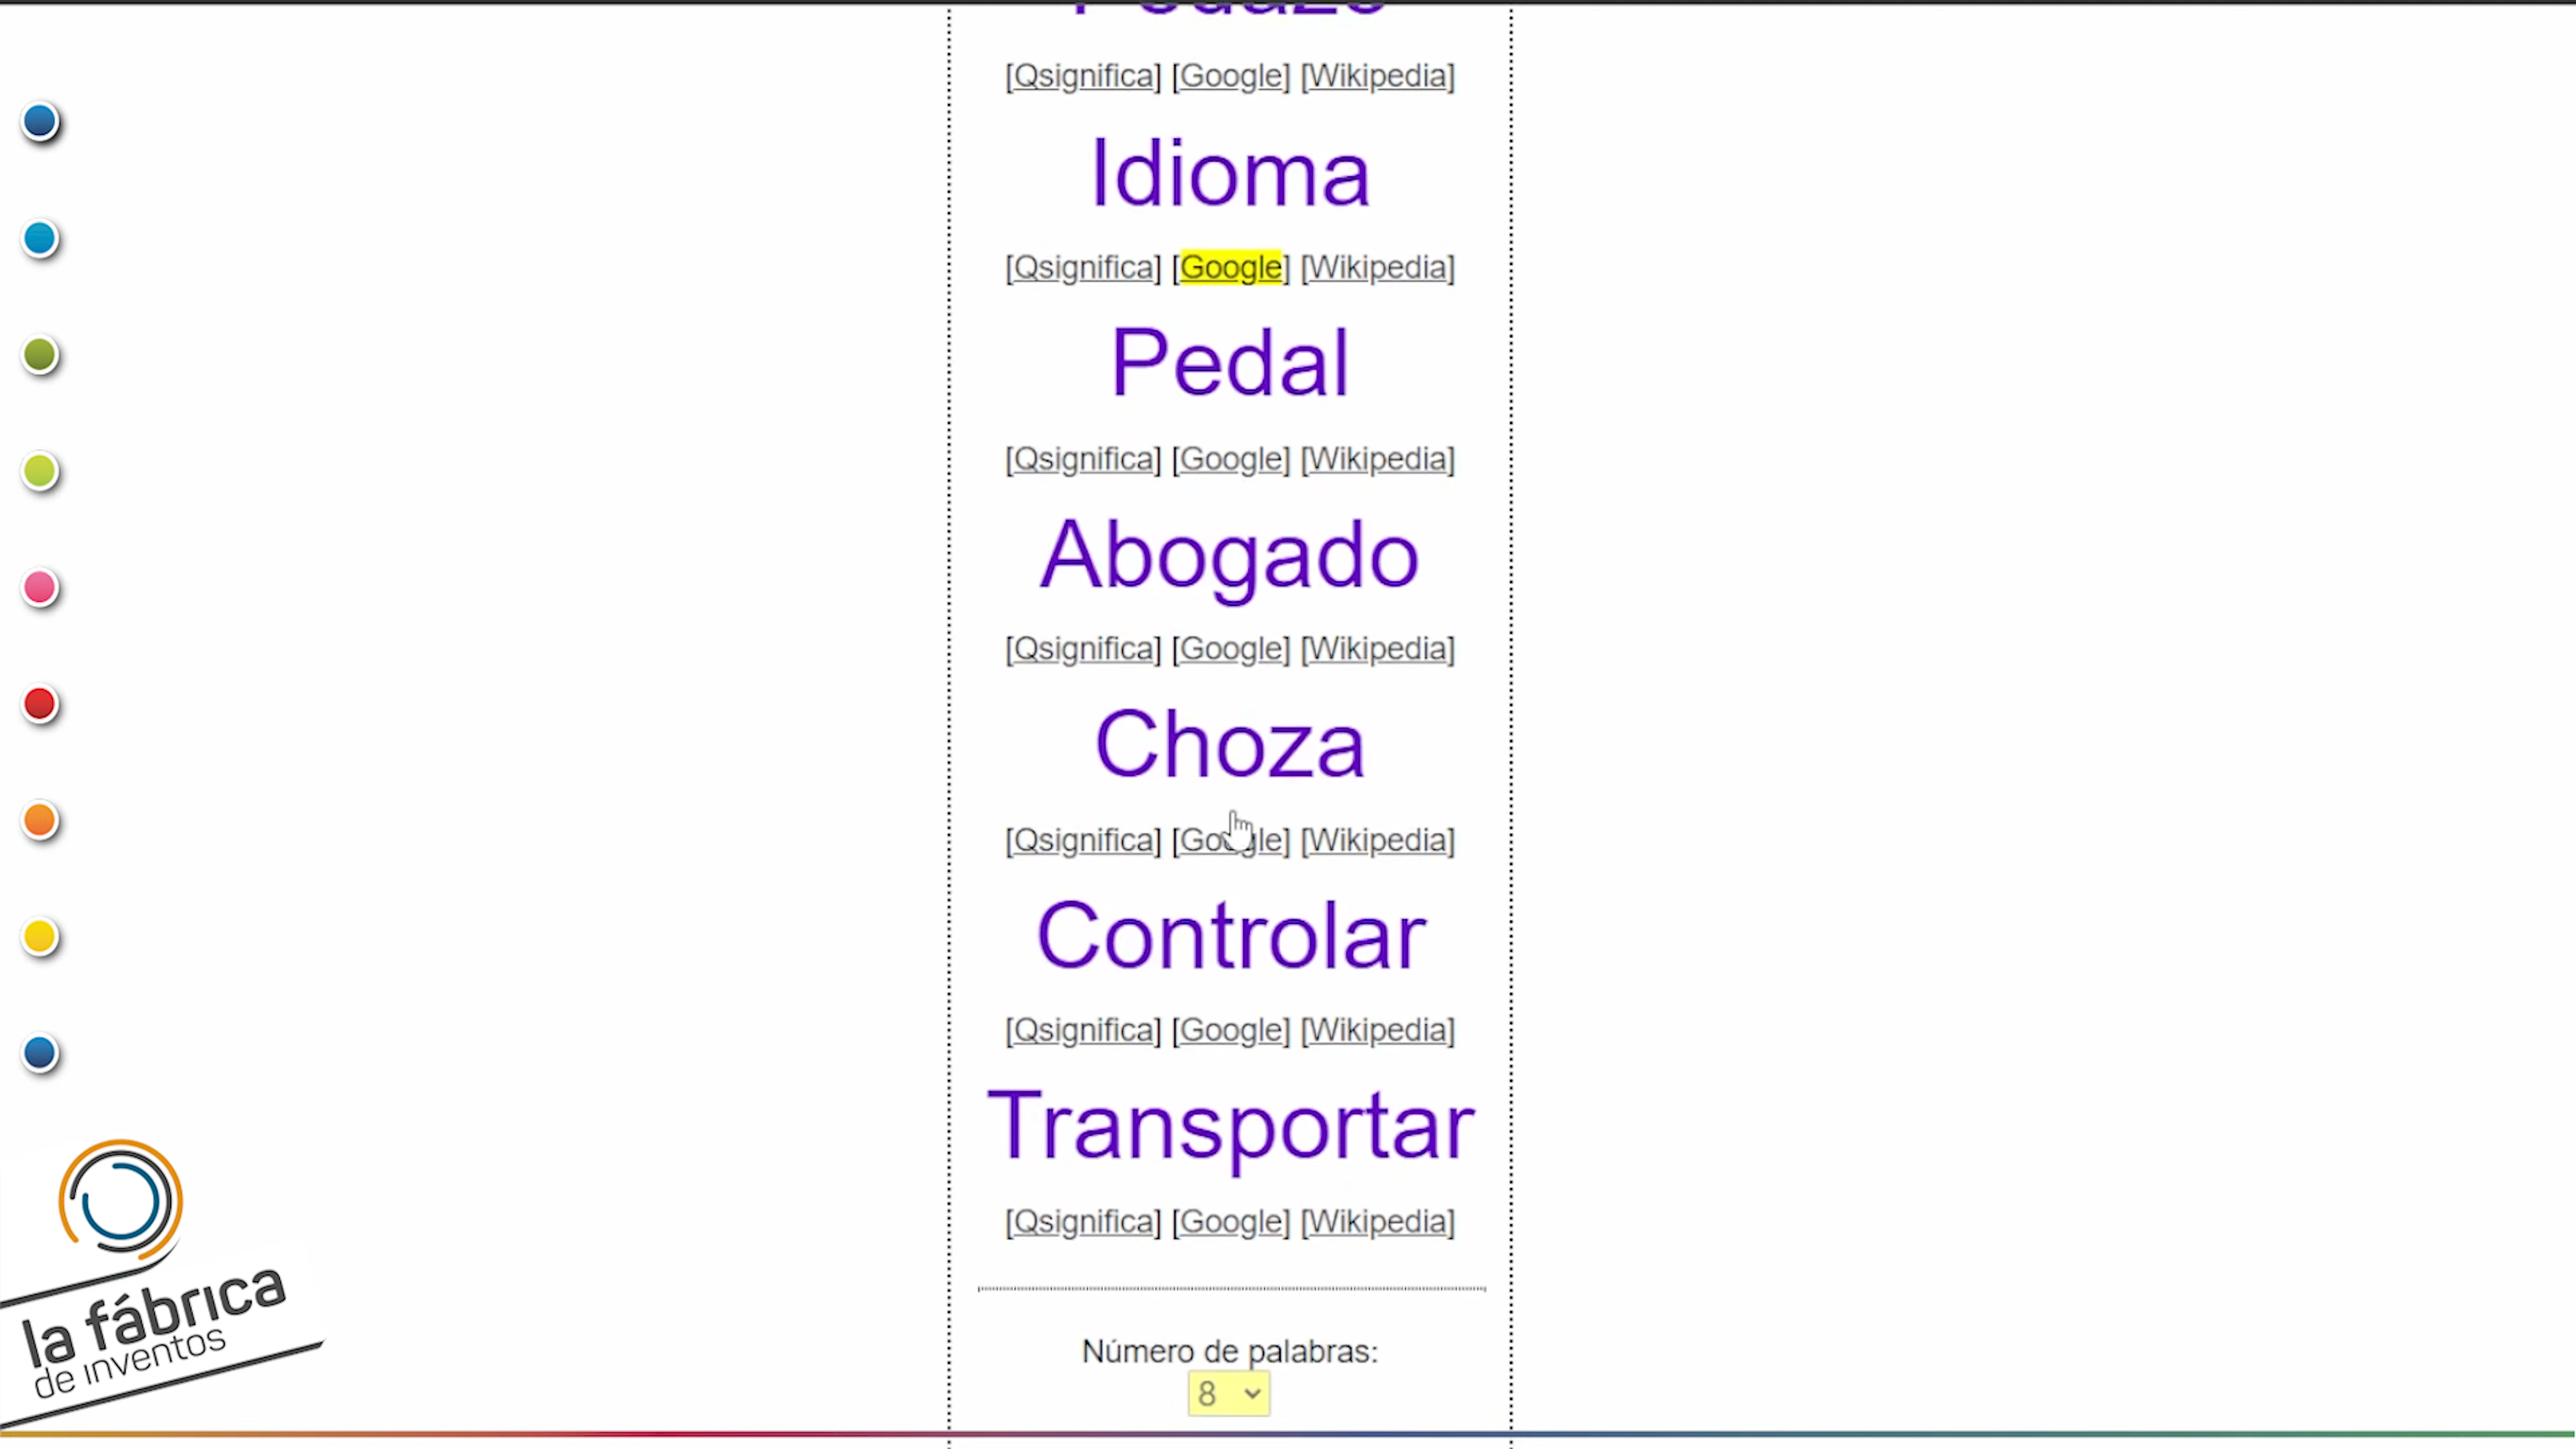 [Qsignifica] [Google] [Wikipedia]
Idioma
[Qsignifica] [Google] [Wikipedia]
Pedal
[Qsignifica] [Google] [Wikipedia]
Abogado
[Qsignifica] [Google] [Wikipedia]
Choza
[Qsignifica] [Google] [Wikipedia]
Controlar
[Qsignifica] [Google] [Wikipedia]
Transportar
[Qsignifica] [Google] [Wikipedia]
Número de palabras:
8
la fábrica
de inventos